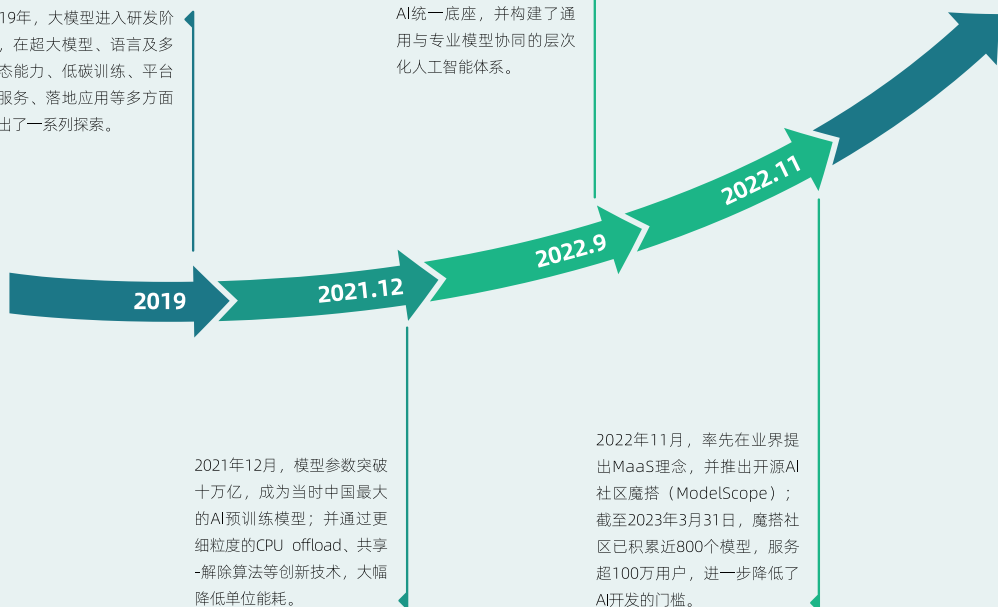 19年，大模型进入研发阶
，在超大模型、语言及多
态能力、低碳训练、平台
服务、落地应用等多方面
出了一系列探索。
AI统一底座，并构建了通
用与专业模型协同的层次
化人工智能体系。
2019
2021.12
2022.9
2022.11
2021年12月，模型参数突破
十万亿，成为当时中国最大
的AI预训练模型；并通过更
细粒度的CPU offload、共享
-解除算法等创新技术，大幅
降低单位能耗。
2022年11月，率先在业界提
出MaaS理念，并推出开源AI
社区魔搭（ModelScope）；
截至2023年3月31日，魔搭社
区已积累近800个模型，服务
超100万用户，进一步降低了
AI开发的门槛。